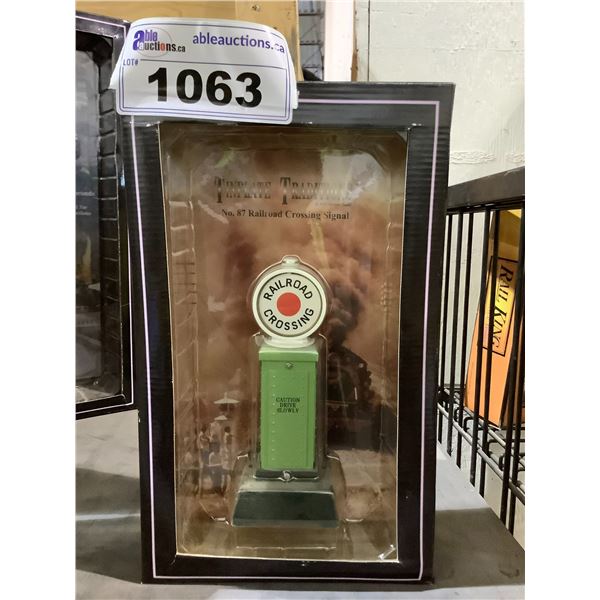 able
auctions.ca
ableauctions.ca
LOT#
1063
TINPLATE TRADITIONS
No. 87 Railroad Crossing Signal
RAILROAD
CROSSING
CAUTION
DRIVE
SLOWLY
RAIL KING